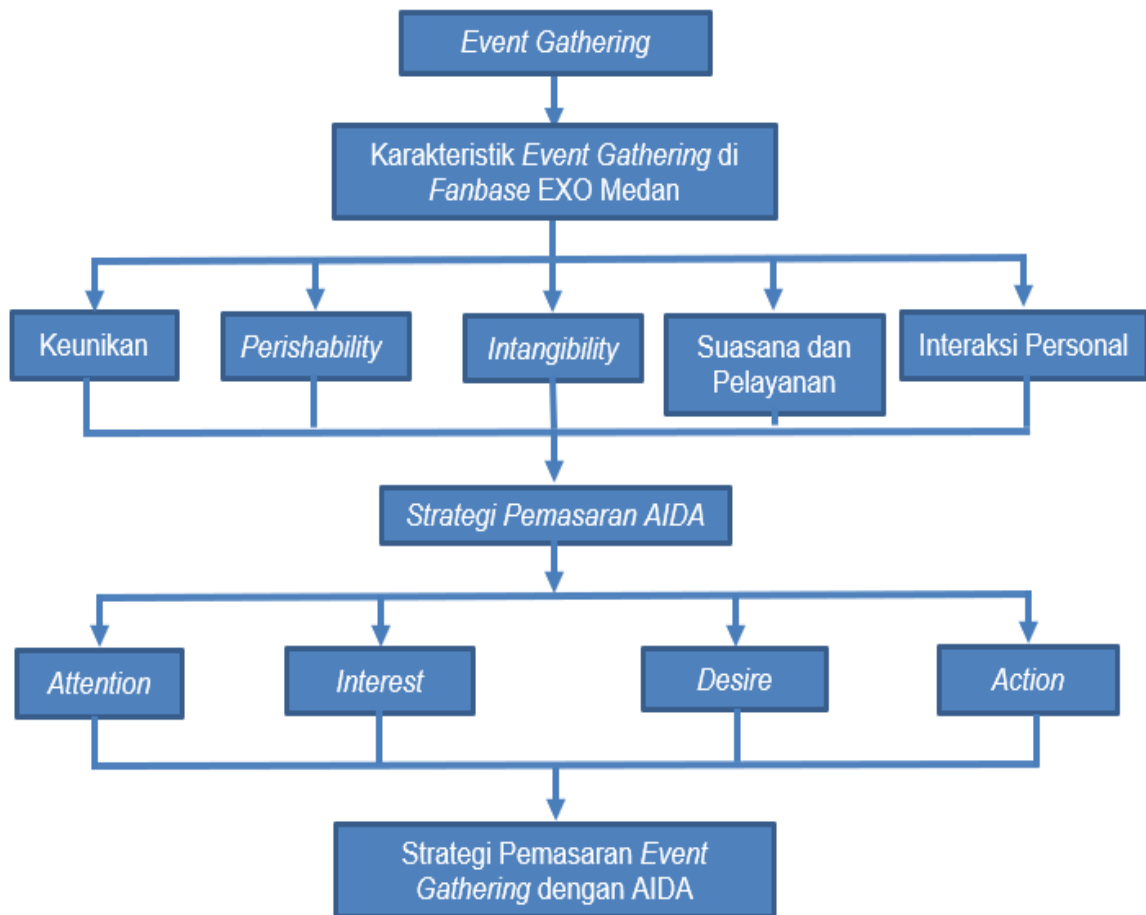 Event Gathering
Karakteristik Event Gathering di
Fanbase EXO Medan
Keunikan
Perishability
Intangibility
Suasana dan
Pelayanan
Interaksi Personal
Strategi Pemasaran AIDA
Attention
Interest
Desire
Action
Strategi Pemasaran Event
Gathering dengan AIDA